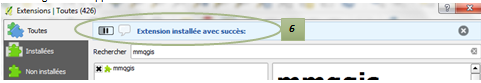 Extensions | Toutes (426)
Toutes
Extension installée avec succès:
6
Installées
Rechercher mmqgis
mmqgis
Non installées
mmqgis